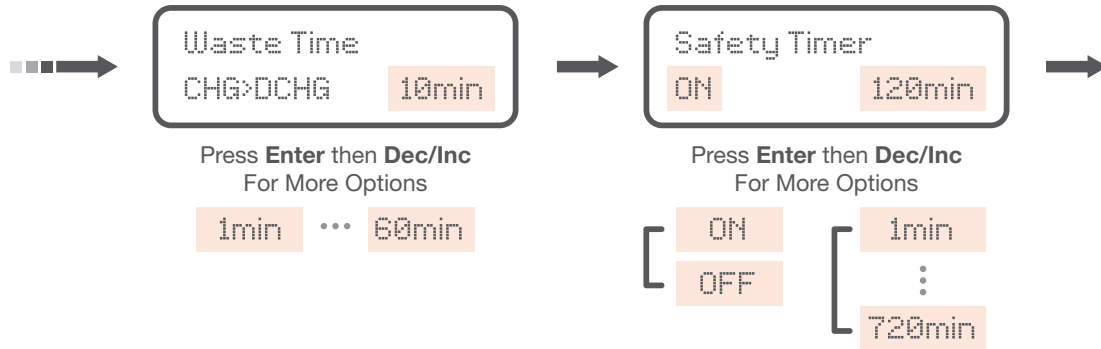 Waste Time
CHG>DCHG 10min
Press Enter then Dec/Inc
For More Options
1min ••• 60min
Safety Timer
ON 120min
Press Enter then Dec/Inc
For More Options
ON
OFF
1min
720min